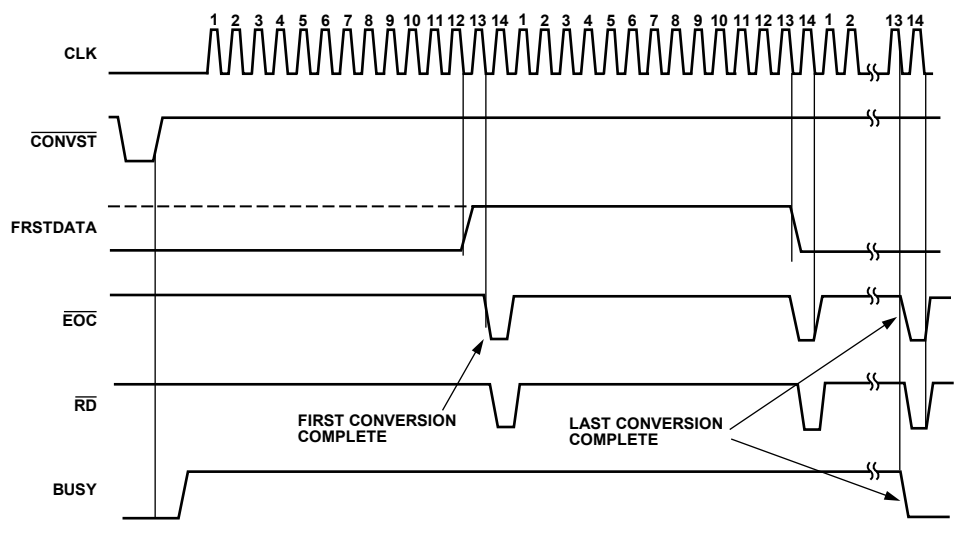 1 2 3 4 5 6 7 8 9 10 11 12 13 14 1 2 3 4 5 6 7 8 9 10 11 12 13 14 1 2 13 14
CLK
CONVST
FRSTDATA
EOC
RD
FIRST CONVERSION
COMPLETE
LAST CONVERSION
COMPLETE
BUSY